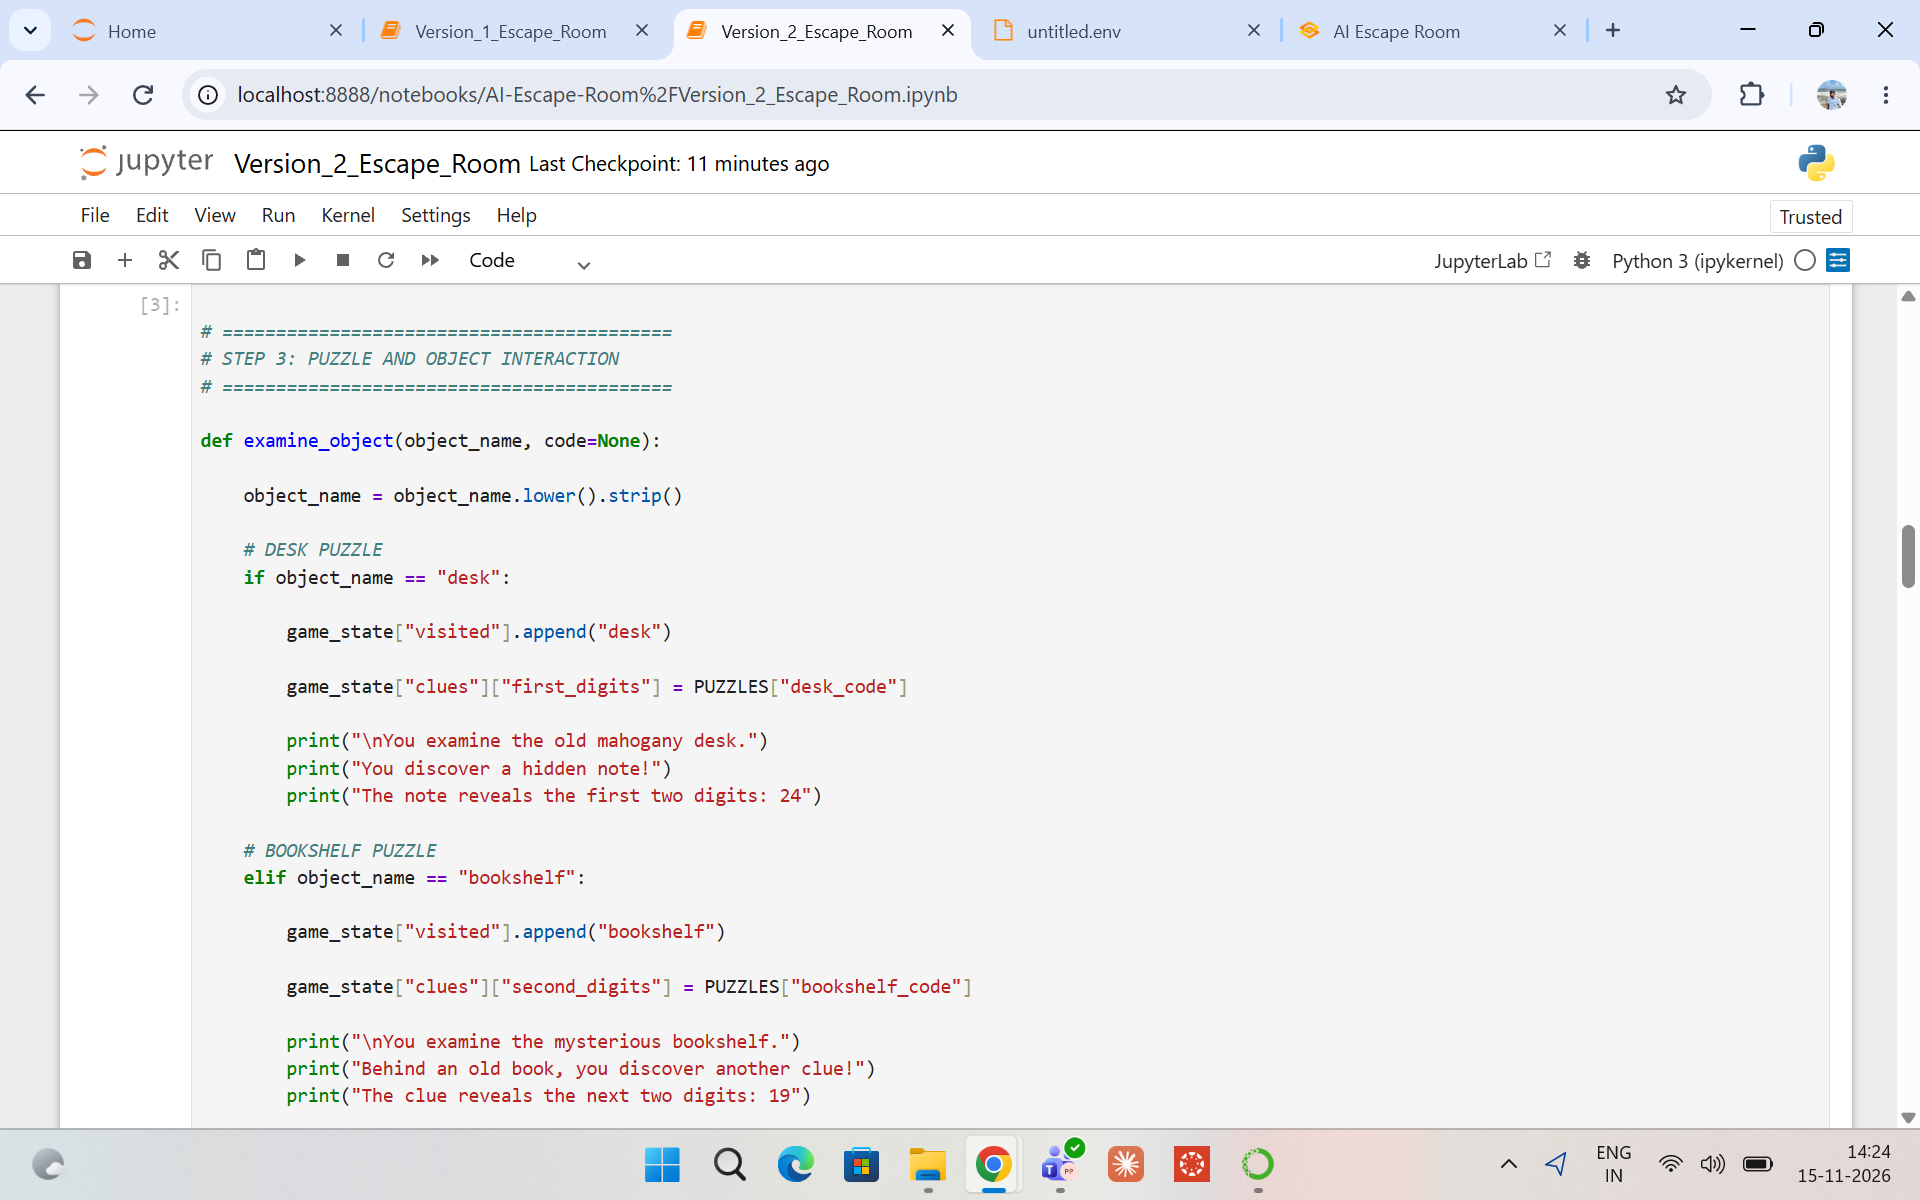 Home
Version_1_Escape_Room
Version_2_Escape_Room
untitled.env
AI Escape Room
localhost:8888/notebooks/AI-Escape-Room%2FVersion_2_Escape_Room.ipynb
jupyter Version_2_Escape_Room Last Checkpoint: 11 minutes ago
File Edit View Run Kernel Settings Help
Trusted
Code
JupyterLab
Python 3 (ipykernel)
[3]:
# ==========================================
# STEP 3: PUZZLE AND OBJECT INTERACTION
# ==========================================
def examine_object(object_name, code=None):
object_name = object_name.lower().strip()
# DESK PUZZLE
if object_name == "desk":
game_state["visited"].append("desk")
game_state["clues"]["first_digits"] = PUZZLES["desk_code"]
print("\nYou examine the old mahogany desk.")
print("You discover a hidden note!")
print("The note reveals the first two digits: 24")
# BOOKSHELF PUZZLE
elif object_name == "bookshelf":
game_state["visited"].append("bookshelf")
game_state["clues"]["second_digits"] = PUZZLES["bookshelf_code"]
print("\nYou examine the mysterious bookshelf.")
print("Behind an old book, you discover another clue!")
print("The clue reveals the next two digits: 19")
T
PP
ENG
IN
14:24
15-11-2026